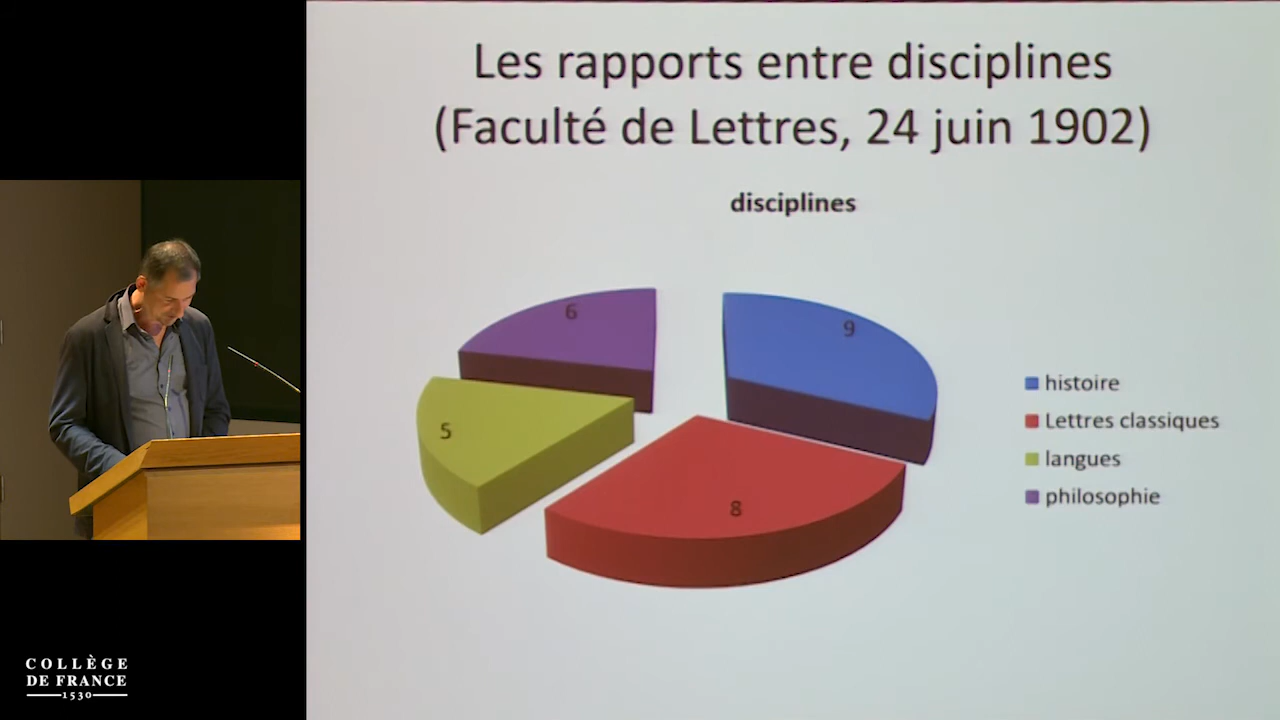 Les rapports entre disciplines
(Faculté de Lettres, 24 juin 1902)
disciplines
6
9
5
8
histoire
Lettres classiques
langues
philosophie
COLLÈGE
DE FRANCE
1530